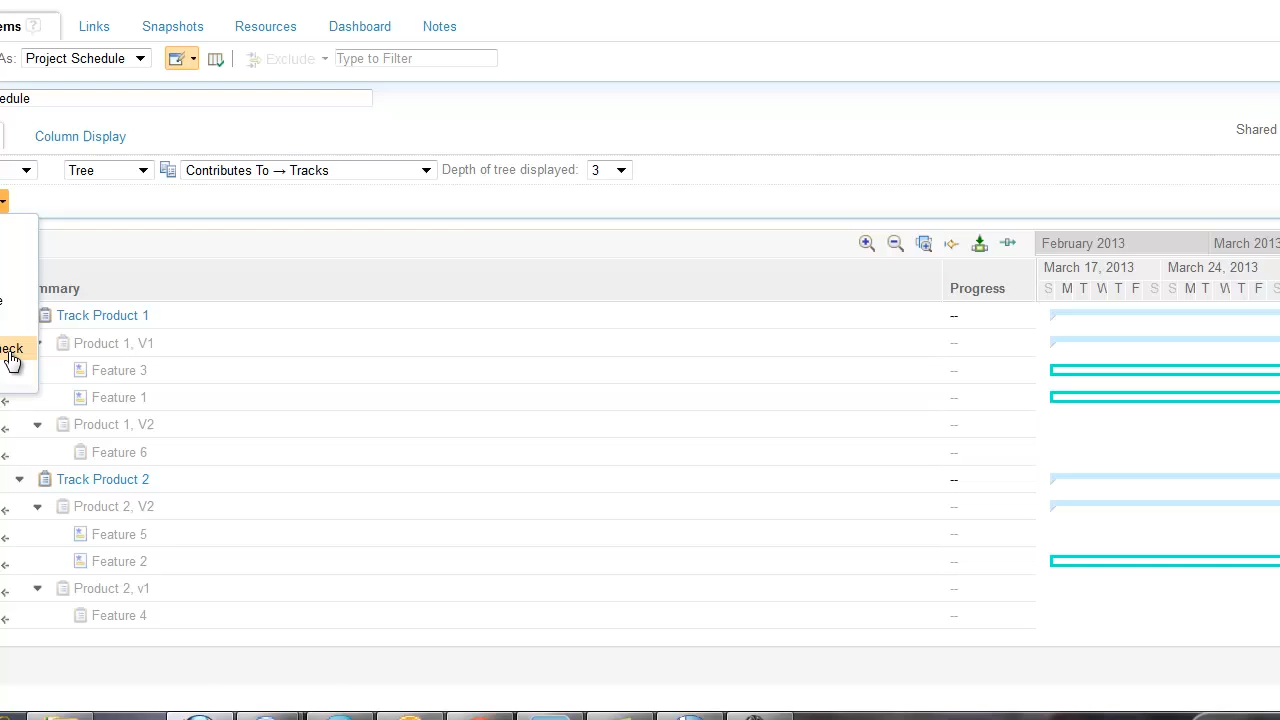 ems ? Links Snapshots Resources Dashboard Notes
As: Project Schedule Exclude Type to Filter
edule
Column Display Shared
Tree Contributes To → Tracks Depth of tree displayed: 3
February 2013 March 2013
March 17, 2013 March 24, 2013
mmary Progress S M T W T F S S M T W T F S
e
Track Product 1 --
Product 1, V1 --
eck
Feature 3 --
Feature 1 --
Product 1, V2 --
Feature 6 --
Track Product 2 --
Product 2, V2 --
Feature 5 --
Feature 2 --
Product 2, v1 --
Feature 4 --